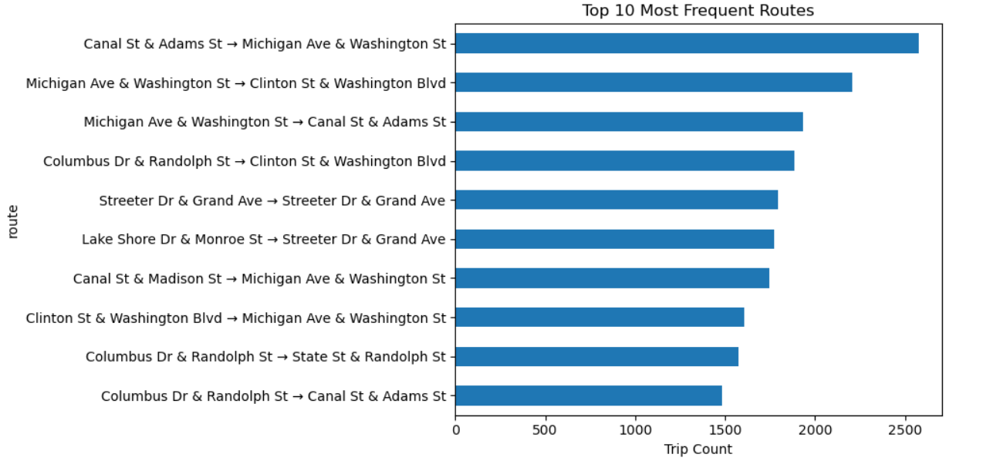 Top 10 Most Frequent Routes
Canal St & Adams St → Michigan Ave & Washington St
Michigan Ave & Washington St → Clinton St & Washington Blvd
Michigan Ave & Washington St → Canal St & Adams St
Columbus Dr & Randolph St → Clinton St & Washington Blvd
Streeter Dr & Grand Ave → Streeter Dr & Grand Ave
Lake Shore Dr & Monroe St → Streeter Dr & Grand Ave
Canal St & Madison St → Michigan Ave & Washington St
Clinton St & Washington Blvd → Michigan Ave & Washington St
Columbus Dr & Randolph St → State St & Randolph St
Columbus Dr & Randolph St → Canal St & Adams St
route
0 500 1000 1500 2000 2500
Trip Count